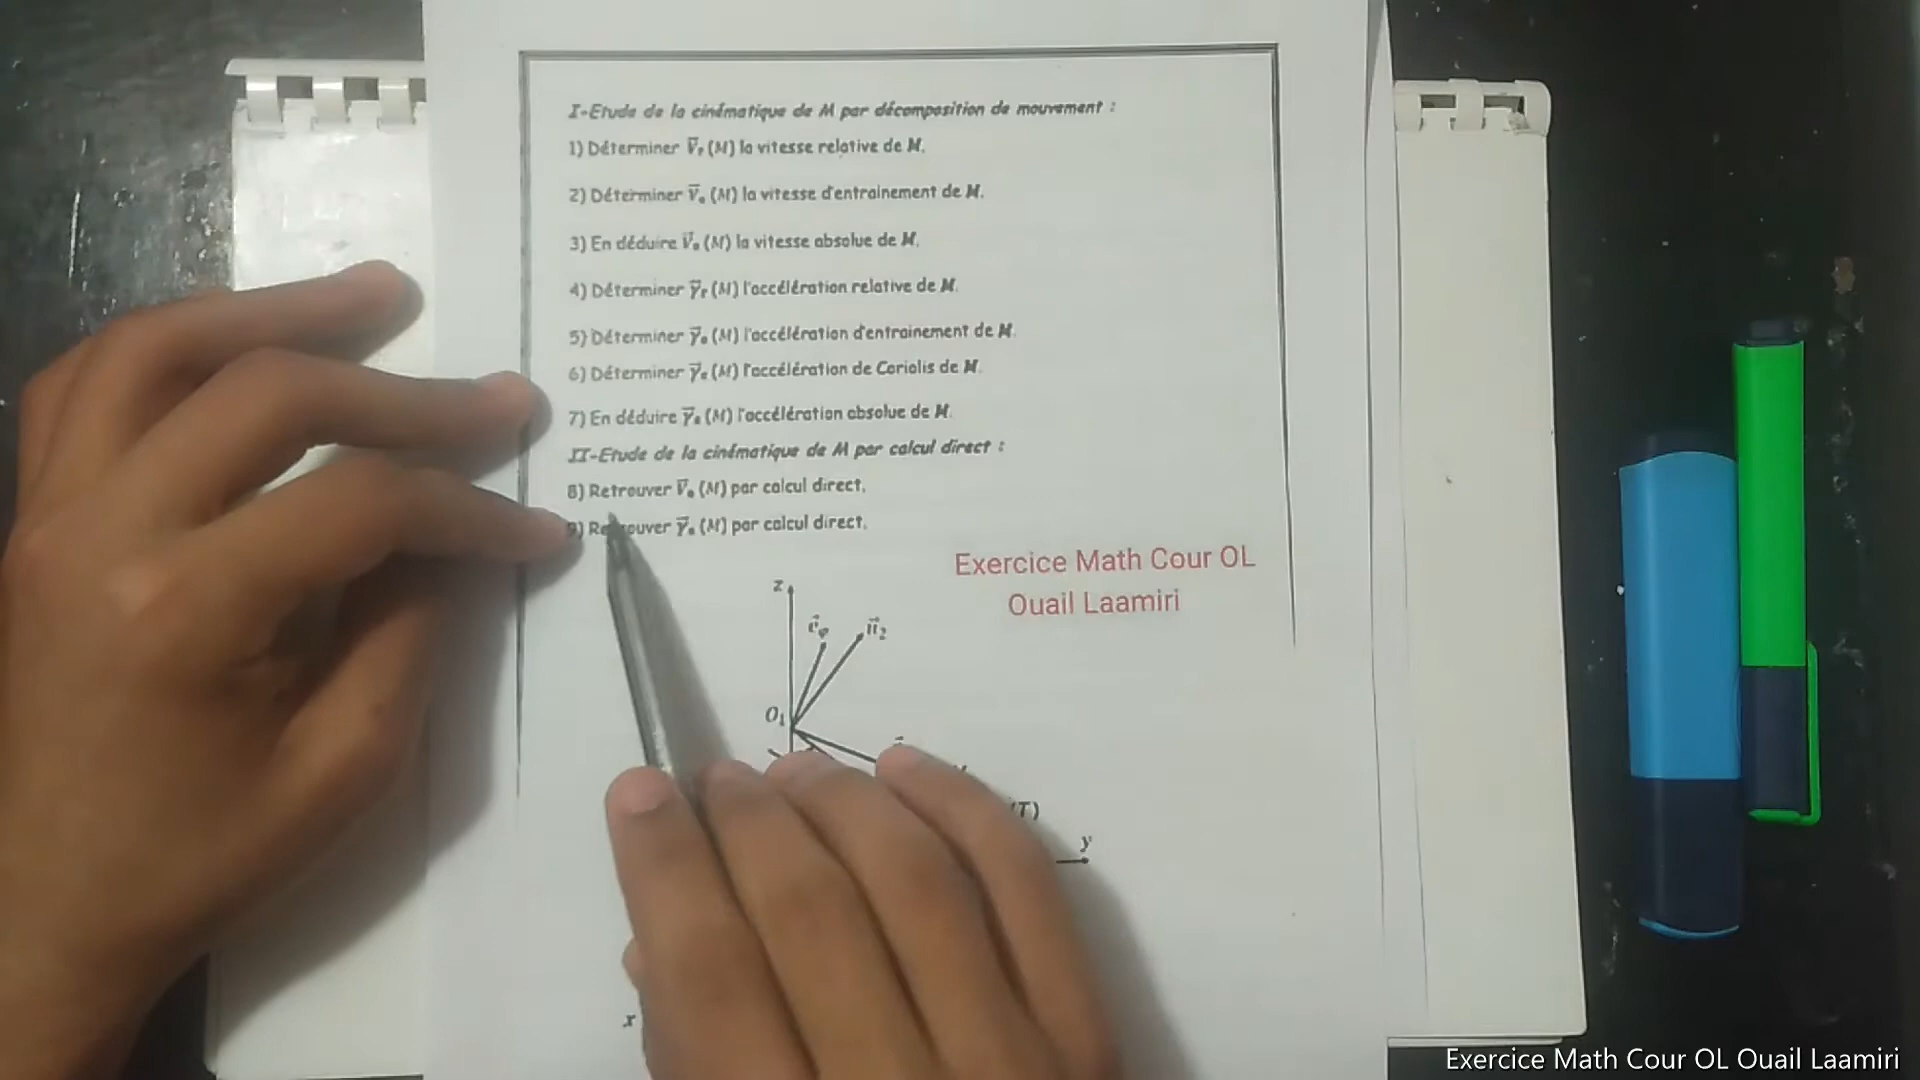 I-Etude de la cinématique de M par décomposition de mouvement :
1) Déterminer V⃗r (M) la vitesse relative de M.
2) Déterminer V⃗e (M) la vitesse d'entrainement de M.
3) En déduire V⃗a (M) la vitesse absolue de M.
4) Déterminer γ⃗r (M) l'accélération relative de M.
5) Déterminer γ⃗e (M) l'accélération d'entrainement de M.
6) Déterminer γ⃗c (M) l'accélération de Coriolis de M.
7) En déduire γ⃗a (M) l'accélération absolue de M.
II-Etude de la cinématique de M par calcul direct :
8) Retrouver V⃗a (M) par calcul direct.
9) Retrouver γ⃗a (M) par calcul direct.
Exercice Math Cour OL
Ouail Laamiri
z
e⃗φ u⃗2
O1
(T)
y
x
Exercice Math Cour OL Ouail Laamiri